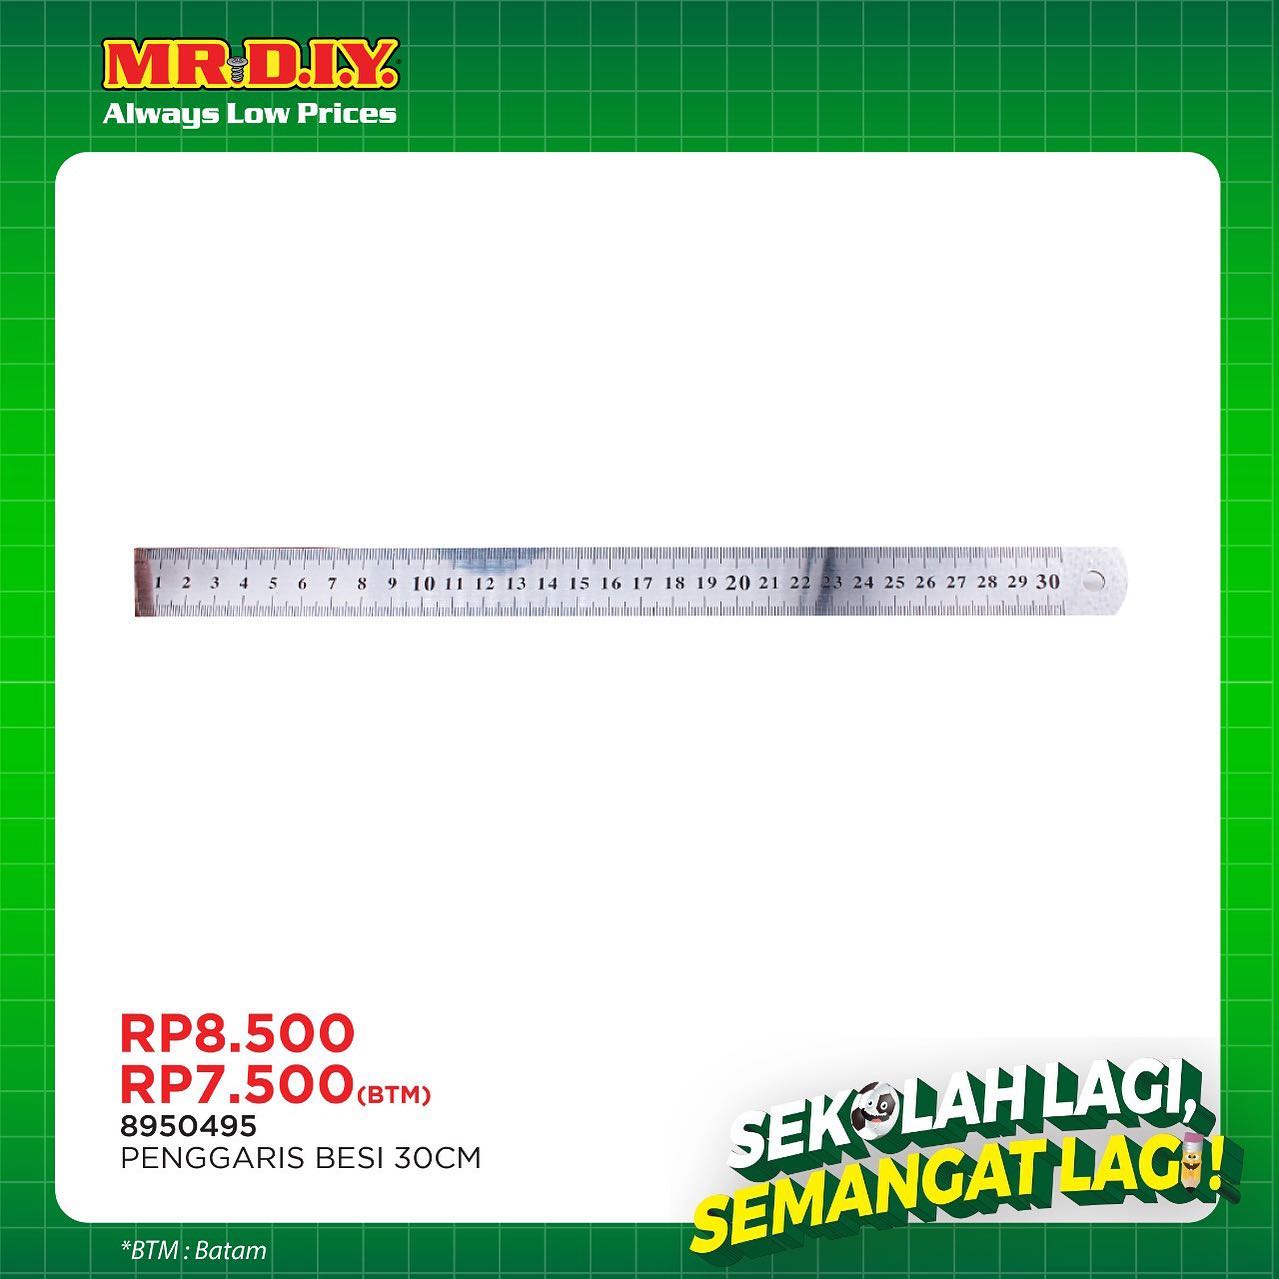 MR D.I.Y.
Always Low Prices
1 2 3 4 5 6 7 8 9 10 11 12 13 14 15 16 17 18 19 20 21 22 23 24 25 26 27 28 29 30
RP8.500
RP7.500(BTM)
8950495
PENGGARIS BESI 30CM
SEKOLAH LAGI,
SEMANGAT LAGI!
*BTM : Batam